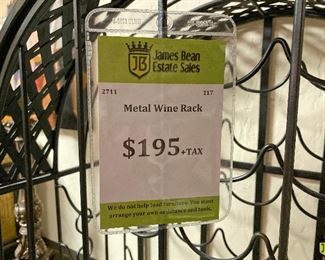 JB
James Bean
Estate Sales
2711 117
Metal Wine Rack
$195+TAX
We do not help load furniture. You must
arrange your own assistance and tools.